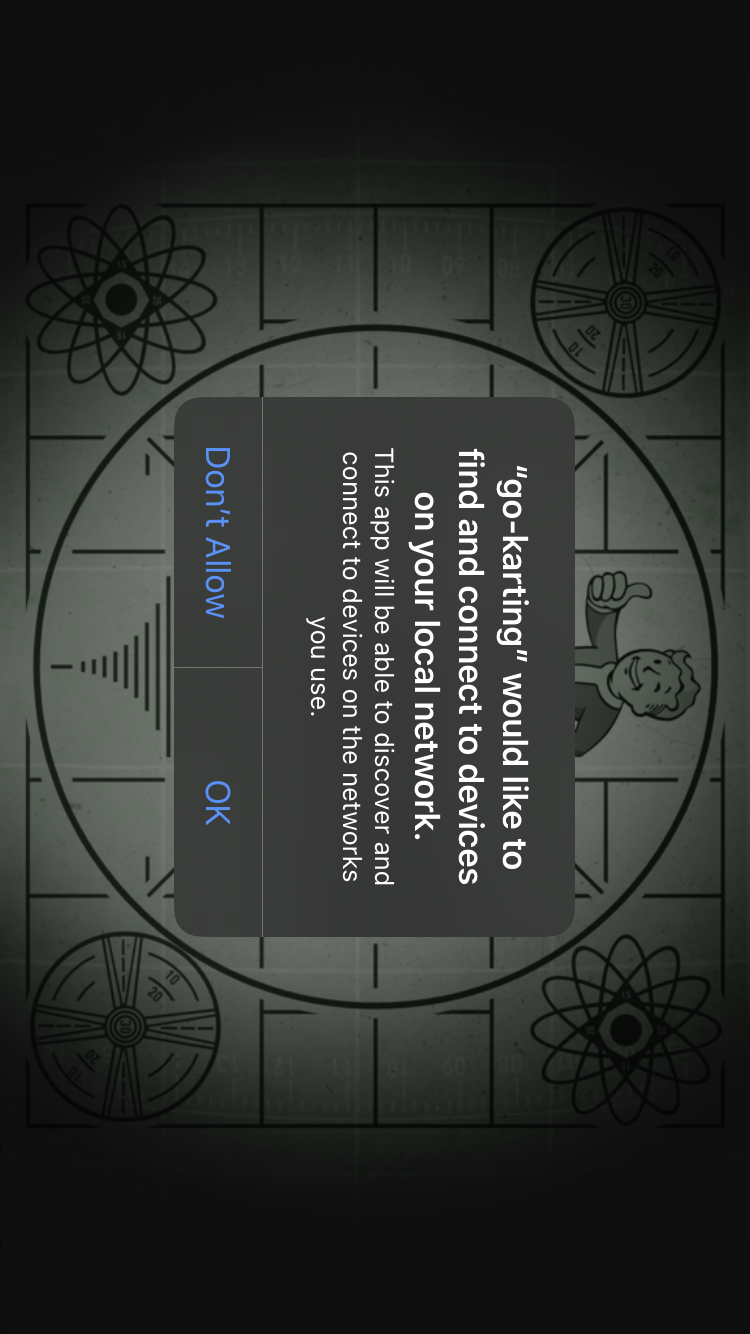 “go-karting” would like to
find and connect to devices
on your local network.
This app will be able to discover and
connect to devices on the networks
you use.
Don’t Allow
OK